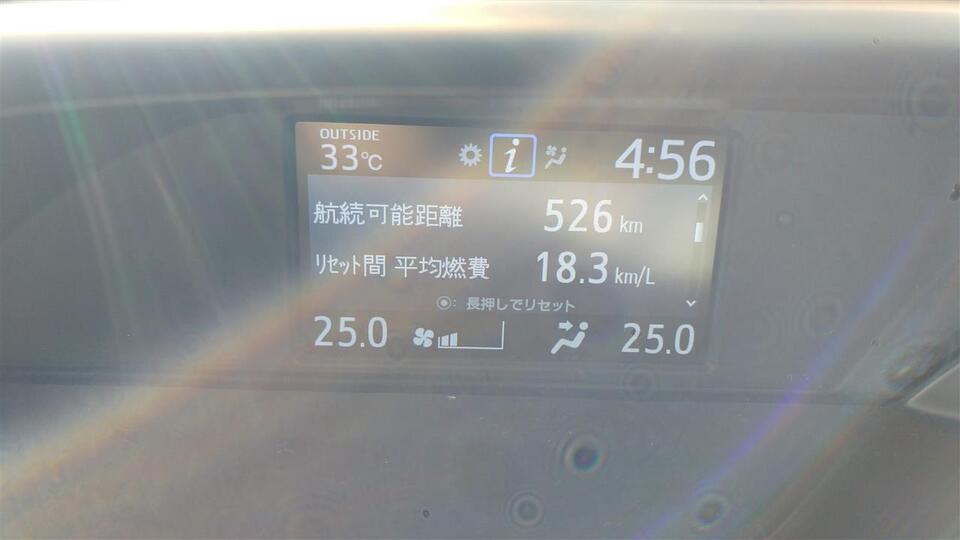 OUTSIDE
33℃ i 4:56
航続可能距離 526 km
ﾘｾｯﾄ間 平均燃費 18.3 km/L
◉: 長押しでリセット
25.0 25.0